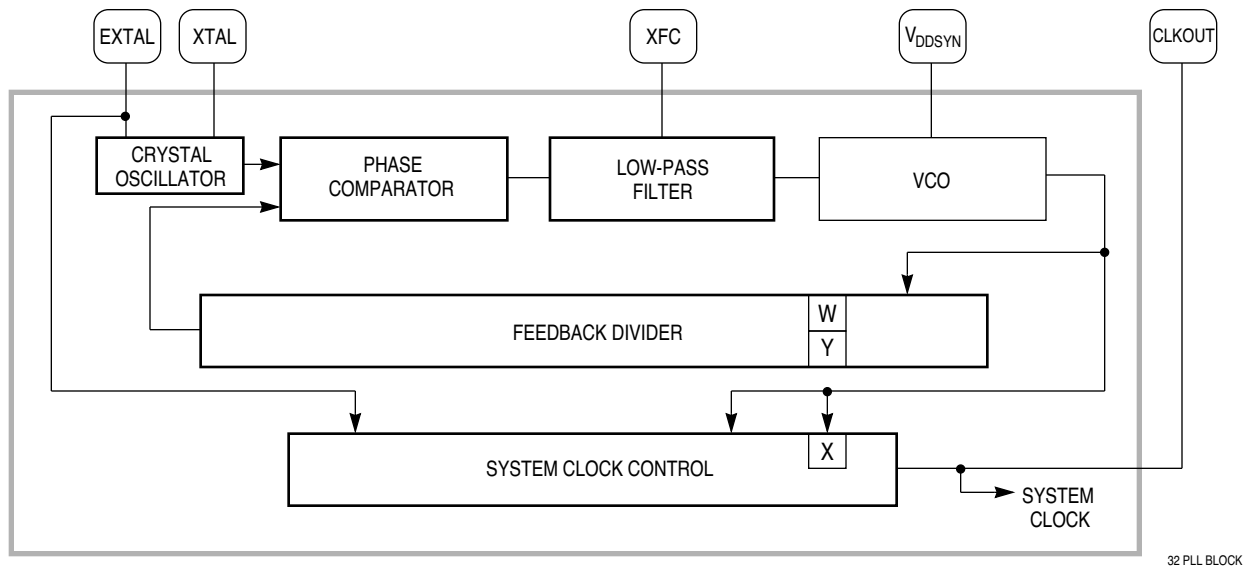 EXTAL
XTAL
XFC
VDDSYN
CLKOUT
CRYSTAL
OSCILLATOR
PHASE
COMPARATOR
LOW-PASS
FILTER
VCO
FEEDBACK DIVIDER
W
Y
SYSTEM CLOCK CONTROL
X
SYSTEM
CLOCK
32 PLL BLOCK